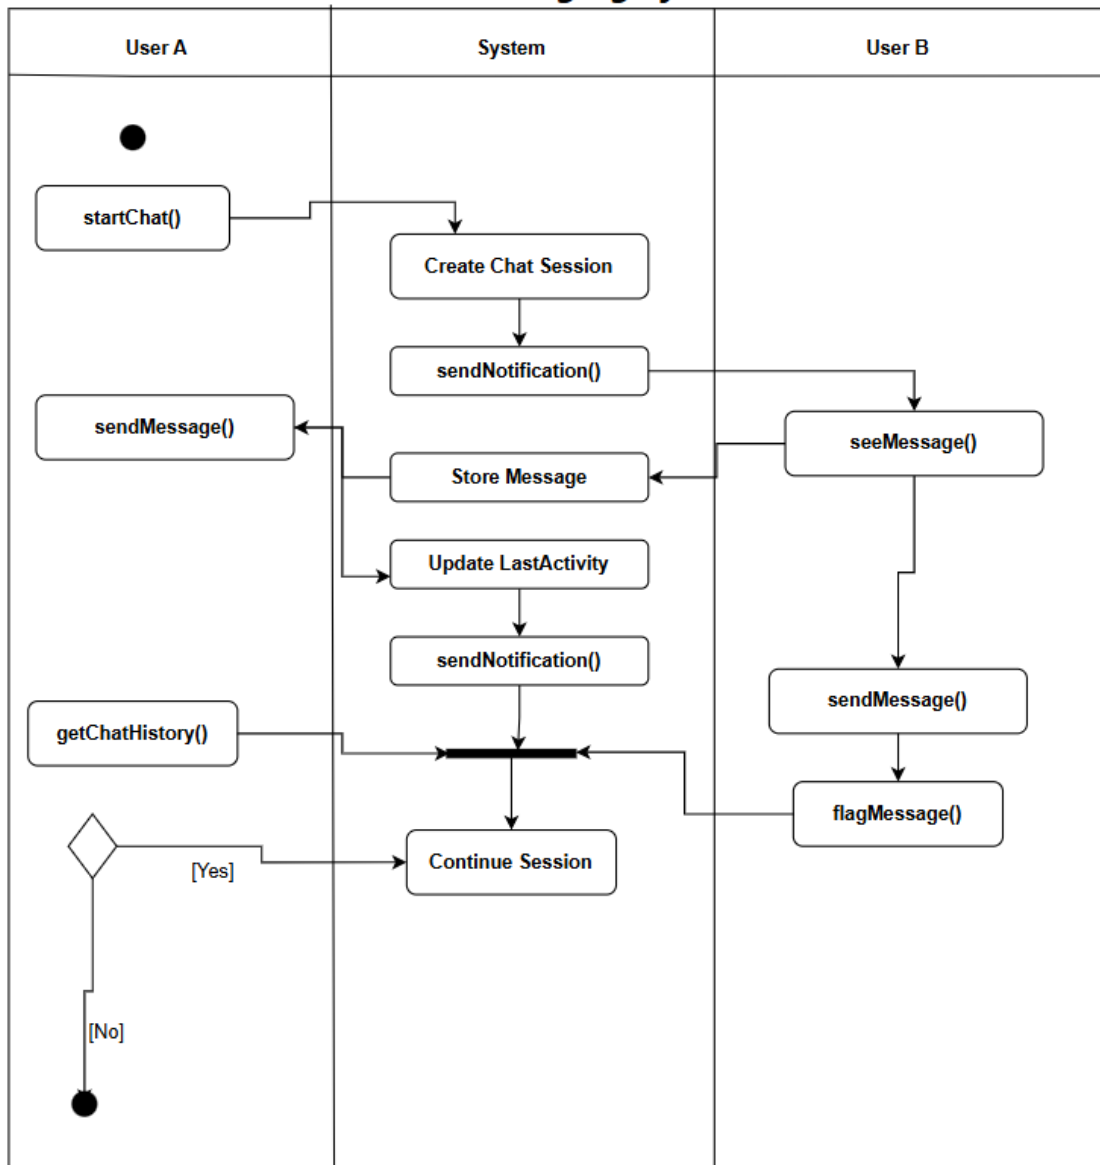 User A
System
User B
startChat()
Create Chat Session
sendNotification()
sendMessage()
seeMessage()
Store Message
Update LastActivity
sendNotification()
sendMessage()
getChatHistory()
flagMessage()
Continue Session
[Yes]
[No]